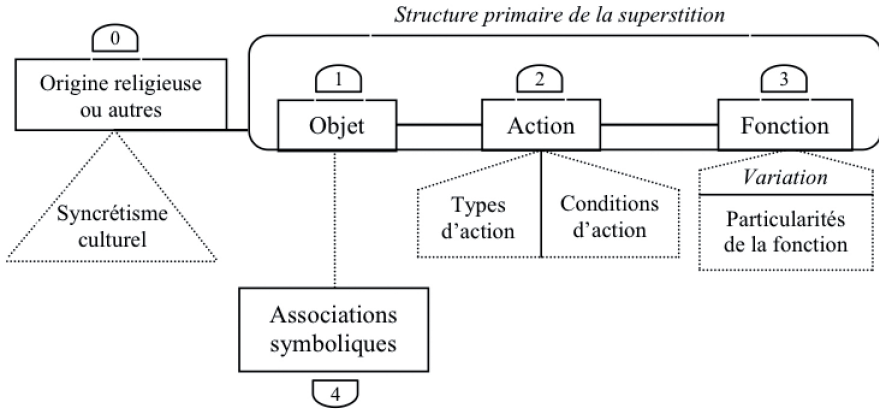 Structure primaire de la superstition
0
Origine religieuse
ou autres
1
Objet
2
Action
3
Fonction
Syncrétisme
culturel
Types
d’action
Conditions
d’action
Variation
Particularités
de la fonction
Associations
symboliques
4